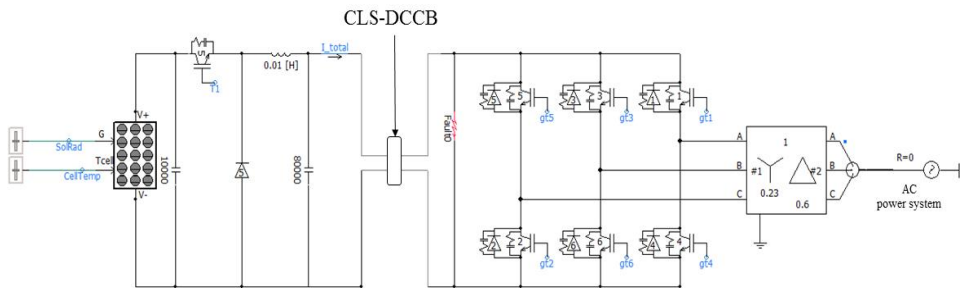 CLS-DCCB
I_total
0.01 [H]
T1
V+
G
SolRad
Tcell
CellTemp
V-
10000
80000
Fault0
5
3
1
gt5
gt3
gt1
2
6
4
gt2
gt6
gt4
A
B
C
1
#1
#2
0.23
0.6
A
B
C
R=0
AC
power system